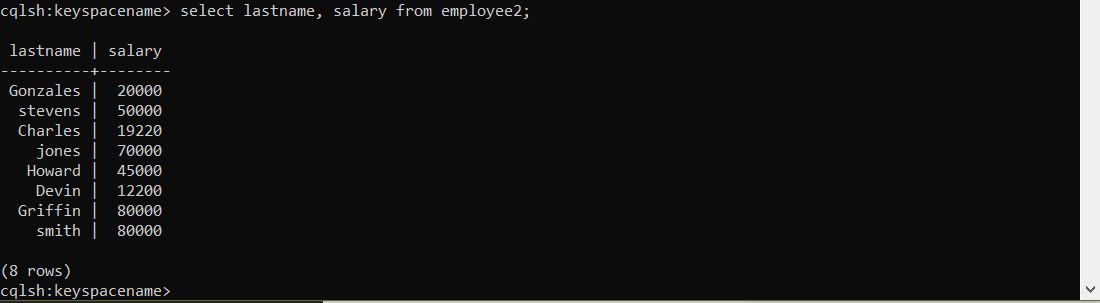 cqlsh:keyspacename> select lastname, salary from employee2;
lastname | salary
----------+--------
Gonzales | 20000
stevens | 50000
Charles | 19220
jones | 70000
Howard | 45000
Devin | 12200
Griffin | 80000
smith | 80000
(8 rows)
cqlsh:keyspacename>